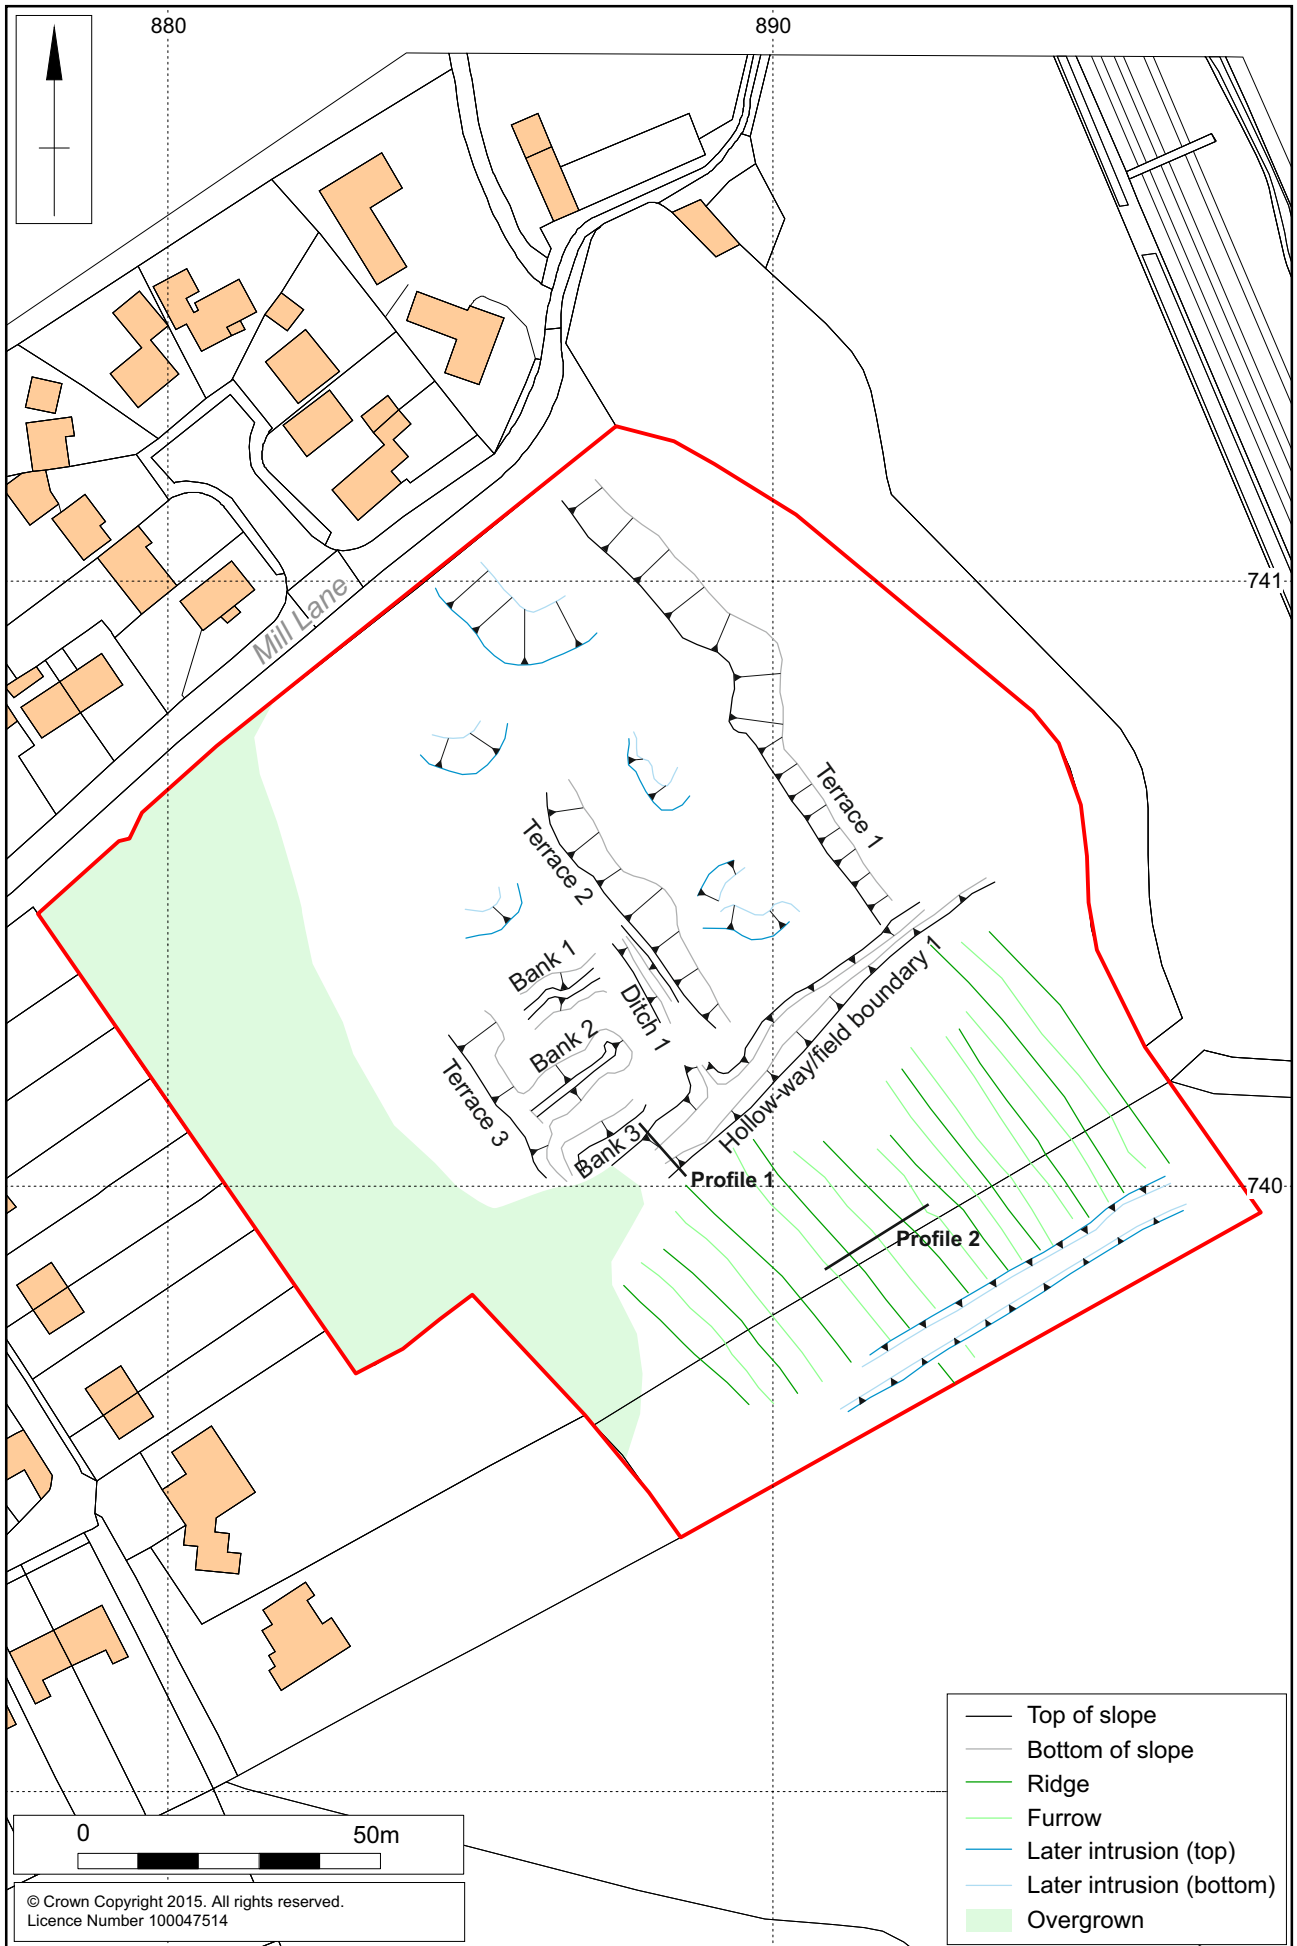 880
890
741
Mill Lane
Terrace 1
Terrace 2
Bank 1
Ditch 1
Bank 2
Terrace 3
Hollow-way/field boundary 1
Bank 3
Profile 1
740
Profile 2
Top of slope
Bottom of slope
Ridge
Furrow
Later intrusion (top)
Later intrusion (bottom)
Overgrown
0
50m
© Crown Copyright 2015. All rights reserved.
Licence Number 100047514